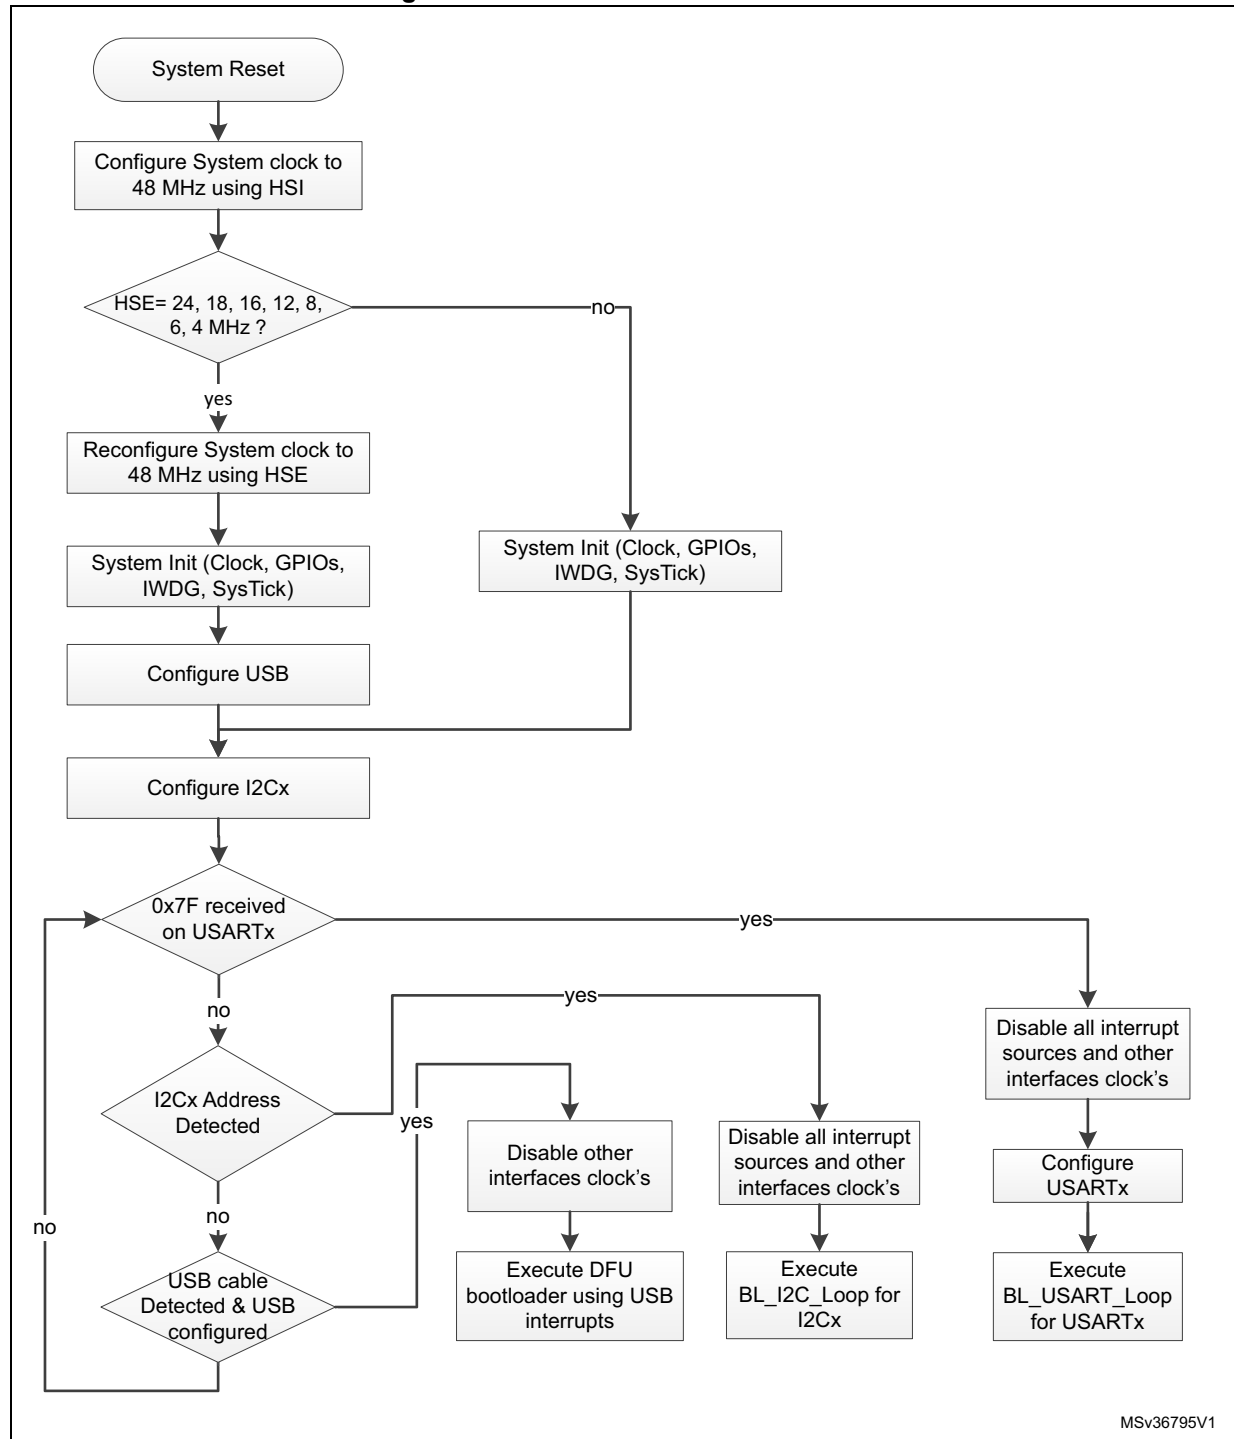 System Reset
Configure System clock to
48 MHz using HSI
HSE= 24, 18, 16, 12, 8,
6, 4 MHz ?
no
yes
Reconfigure System clock to
48 MHz using HSE
System Init (Clock, GPIOs,
IWDG, SysTick)
System Init (Clock, GPIOs,
IWDG, SysTick)
Configure USB
Configure I2Cx
0x7F received
on USARTx
yes
no
yes
Disable all interrupt
sources and other
interfaces clock's
I2Cx Address
Detected
yes
Disable other
interfaces clock's
Disable all interrupt
sources and other
interfaces clock's
Configure
USARTx
no
no
USB cable
Detected & USB
configured
Execute DFU
bootloader using USB
interrupts
Execute
BL_I2C_Loop for
I2Cx
Execute
BL_USART_Loop
for USARTx
MSv36795V1